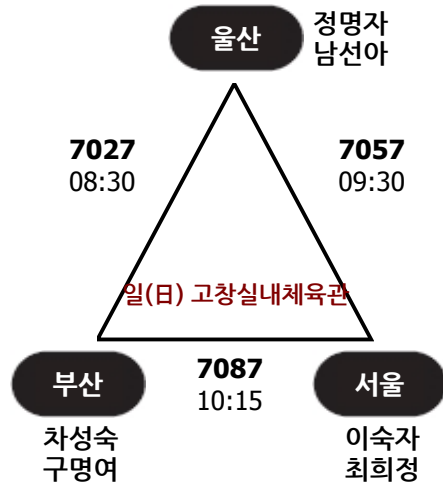 울산
정명자
남선아
7027
08:30
7057
09:30
일(日) 고창실내체육관
부산
7087
10:15
서울
차성숙
구명여
이숙자
최희정